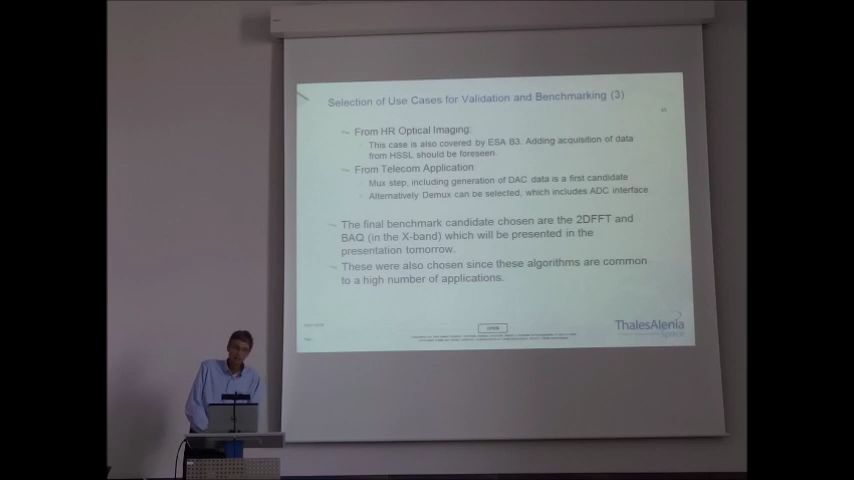 Selection of Use Cases for Validation and Benchmarking (3)
From HR Optical Imaging:
This case is also covered by ESA B3. Adding acquisition of data
from HSSL should be foreseen.
From Telecom Application
Mux step, including generation of DAC data is a first candidate
Alternatively Demux can be selected, which includes ADC interface
The final benchmark candidate chosen are the 2DFFT and
BAQ (in the X-band) which will be presented in the
presentation tomorrow.
These were also chosen since these algorithms are common
to a high number of applications.
OPEN
ThalesAlenia
Space